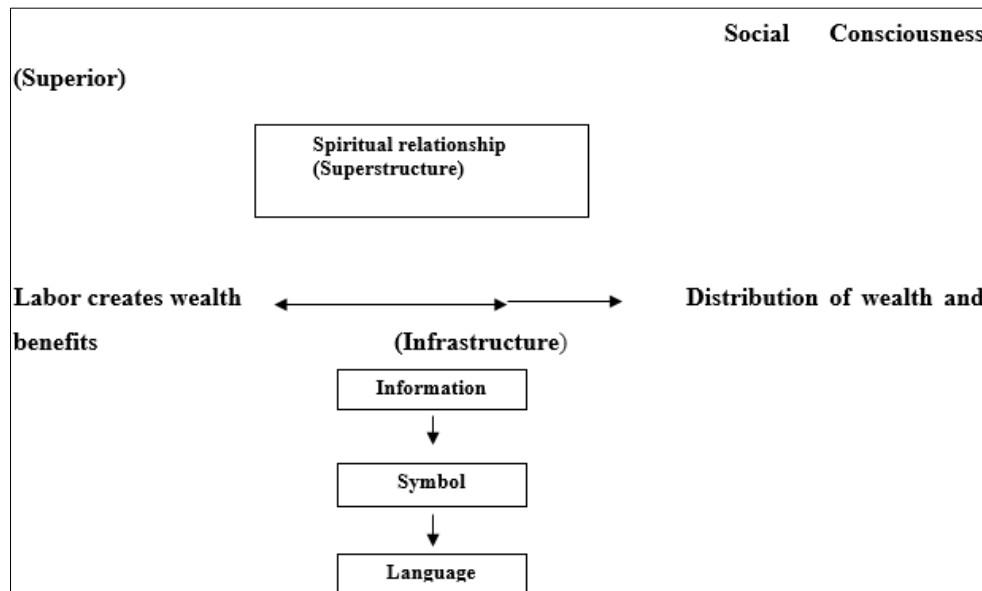 Social Consciousness
(Superior)
Spiritual relationship
(Superstructure)
Labor creates wealth Distribution of wealth and
benefits (Infrastructure)
Information
Symbol
Language